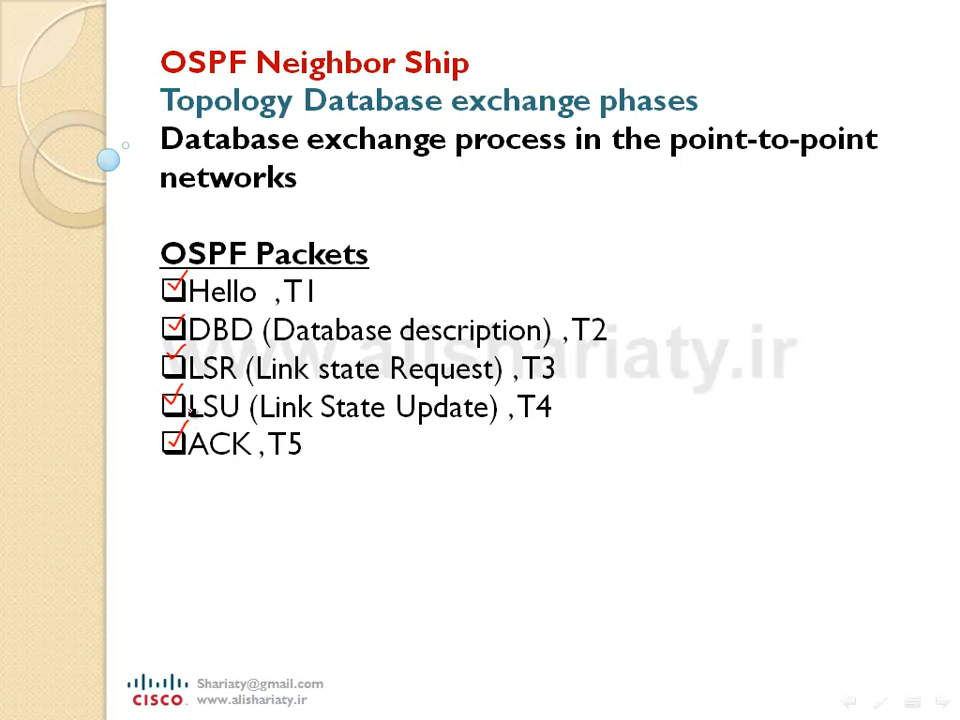 OSPF Neighbor Ship
Topology Database exchange phases
Database exchange process in the point-to-point
networks
OSPF Packets
Hello , T1
DBD (Database description) , T2
LSR (Link state Request) , T3
LSU (Link State Update) , T4
ACK , T5
www.alishariaty.ir
CISCO
Shariaty@gmail.com
www.alishariaty.ir